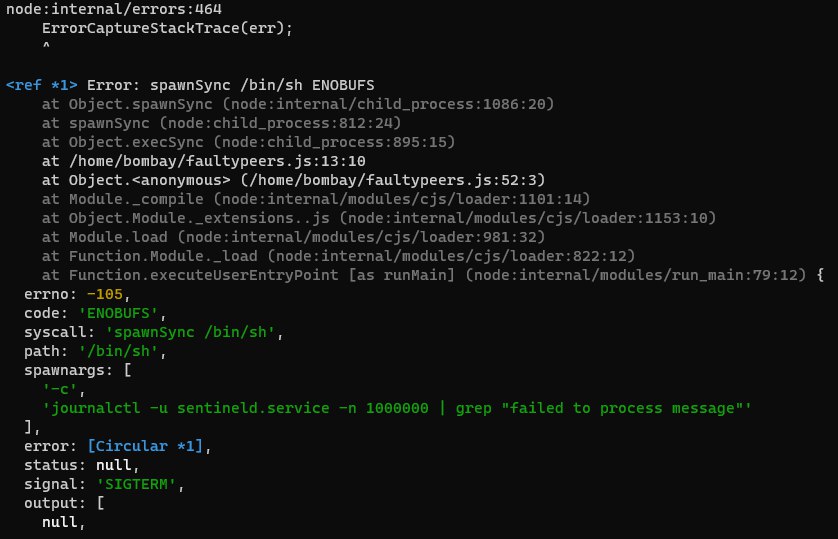 node:internal/errors:464
    ErrorCaptureStackTrace(err);
    ^

<ref *1> Error: spawnSync /bin/sh ENOBUFS
    at Object.spawnSync (node:internal/child_process:1086:20)
    at spawnSync (node:child_process:812:24)
    at Object.execSync (node:child_process:895:15)
    at /home/bombay/faultypeers.js:13:10
    at Object.<anonymous> (/home/bombay/faultypeers.js:52:3)
    at Module._compile (node:internal/modules/cjs/loader:1101:14)
    at Object.Module._extensions..js (node:internal/modules/cjs/loader:1153:10)
    at Module.load (node:internal/modules/cjs/loader:981:32)
    at Function.Module._load (node:internal/modules/cjs/loader:822:12)
    at Function.executeUserEntryPoint [as runMain] (node:internal/modules/run_main:79:12) {
  errno: -105,
  code: 'ENOBUFS',
  syscall: 'spawnSync /bin/sh',
  path: '/bin/sh',
  spawnargs: [
    '-c',
    'journalctl -u sentineld.service -n 1000000 | grep "failed to process message"'
  ],
  error: [Circular *1],
  status: null,
  signal: 'SIGTERM',
  output: [
    null,